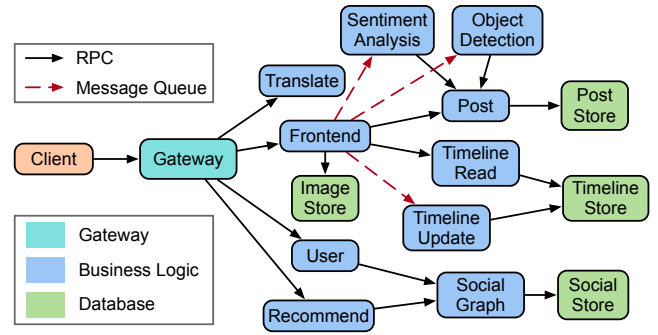 RPC
Message Queue
Sentiment
Analysis
Object
Detection
Translate
Post
Post
Store
Frontend
Client
Gateway
Timeline
Read
Image
Store
Timeline
Store
Timeline
Update
Gateway
Business Logic
Database
User
Social
Graph
Social
Store
Recommend